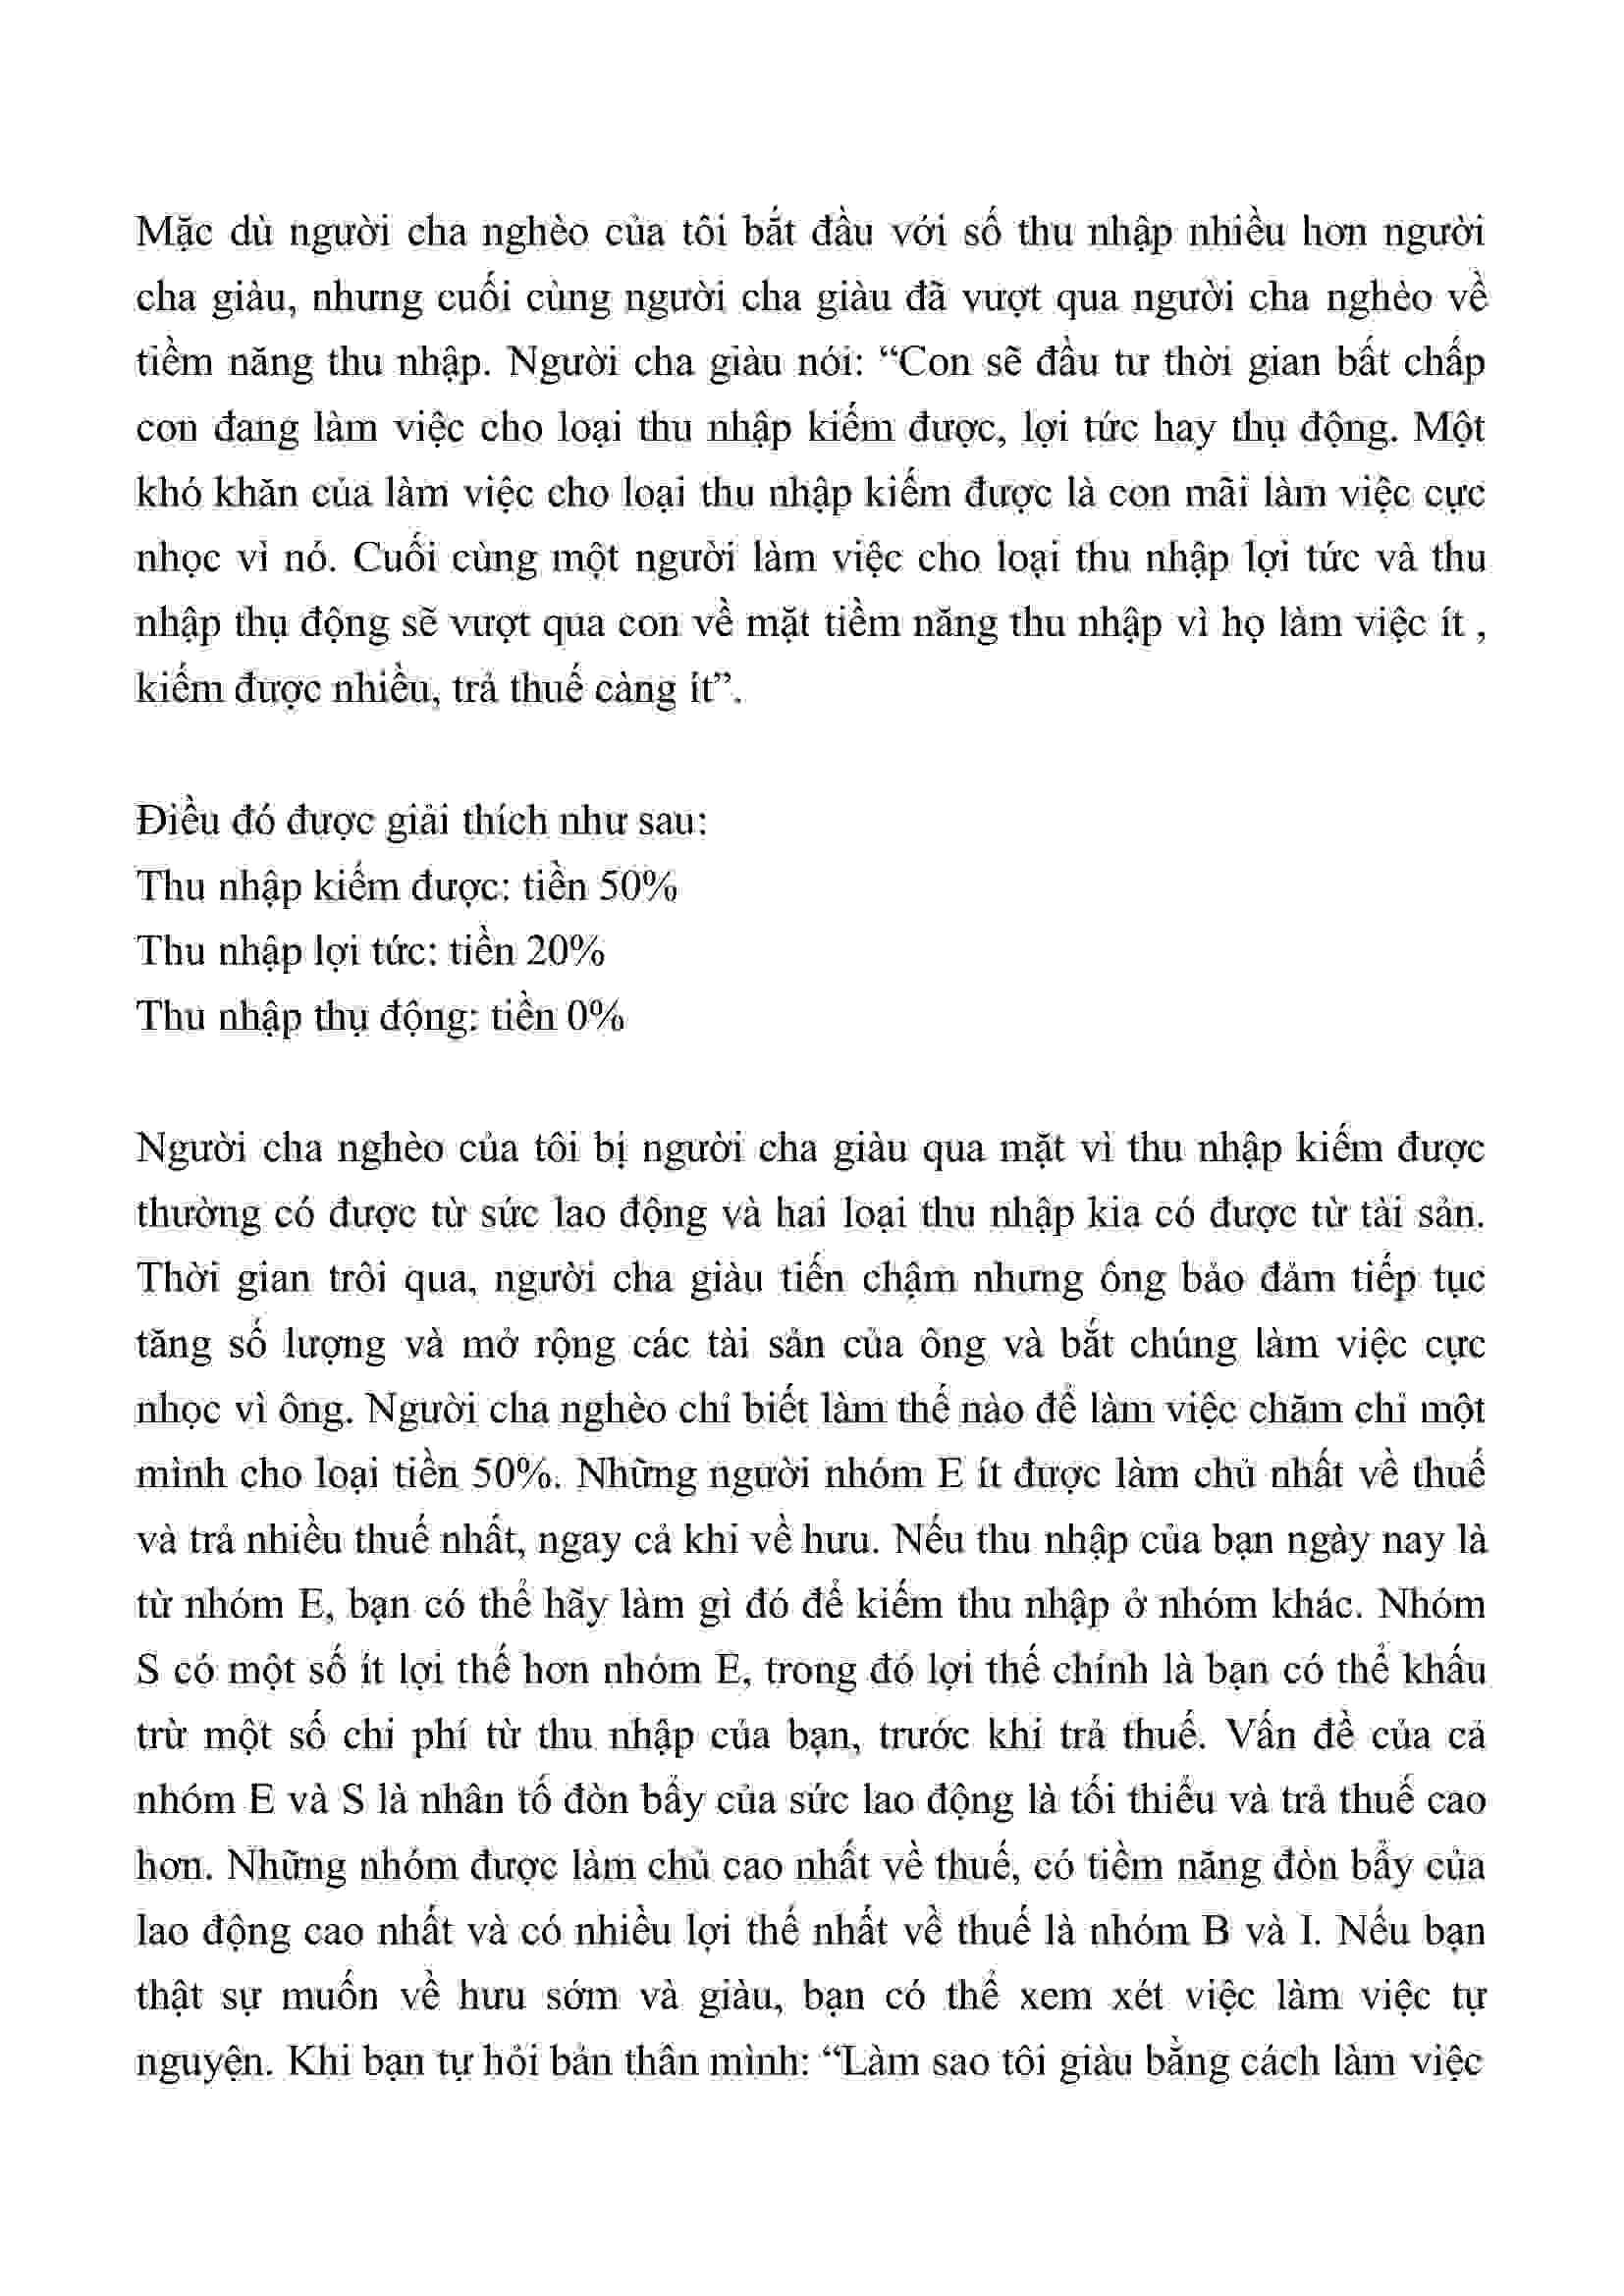 Mặc dù người cha nghèo của tôi bắt đầu với số thu nhập nhiều hơn người
cha giàu, nhưng cuối cùng người cha giàu đã vượt qua người cha nghèo về
tiềm năng thu nhập. Người cha giàu nói: “Con sẽ đầu tư thời gian bất chấp
con đang làm việc cho loại thu nhập kiếm được, lợi tức hay thụ động. Một
khó khăn của làm việc cho loại thu nhập kiếm được là con mãi làm việc cực
nhọc vì nó. Cuối cùng một người làm việc cho loại thu nhập lợi tức và thu
nhập thụ động sẽ vượt qua con về mặt tiềm năng thu nhập vì họ làm việc ít ,
kiếm được nhiều, trả thuế càng ít”.
Điều đó được giải thích như sau:
Thu nhập kiếm được: tiền 50%
Thu nhập lợi tức: tiền 20%
Thu nhập thụ động: tiền 0%
Người cha nghèo của tôi bị người cha giàu qua mặt vì thu nhập kiếm được
thường có được từ sức lao động và hai loại thu nhập kia có được từ tài sản.
Thời gian trôi qua, người cha giàu tiến chậm nhưng ông bảo đảm tiếp tục
tăng số lượng và mở rộng các tài sản của ông và bắt chúng làm việc cực
nhọc vì ông. Người cha nghèo chỉ biết làm thế nào để làm việc chăm chỉ một
mình cho loại tiền 50%. Những người nhóm E ít được làm chủ nhất về thuế
và trả nhiều thuế nhất, ngay cả khi về hưu. Nếu thu nhập của bạn ngày nay là
từ nhóm E, bạn có thể hãy làm gì đó để kiếm thu nhập ở nhóm khác. Nhóm
S có một số ít lợi thế hơn nhóm E, trong đó lợi thế chính là bạn có thể khấu
trừ một số chi phí từ thu nhập của bạn, trước khi trả thuế. Vấn đề của cả
nhóm E và S là nhân tố đòn bẩy của sức lao động là tối thiểu và trả thuế cao
hơn. Những nhóm được làm chủ cao nhất về thuế, có tiềm năng đòn bẩy của
lao động cao nhất và có nhiều lợi thế nhất về thuế là nhóm B và I. Nếu bạn
thật sự muốn về hưu sớm và giàu, bạn có thể xem xét việc làm việc tự
nguyện. Khi bạn tự hỏi bản thân mình: “Làm sao tôi giàu bằng cách làm việc